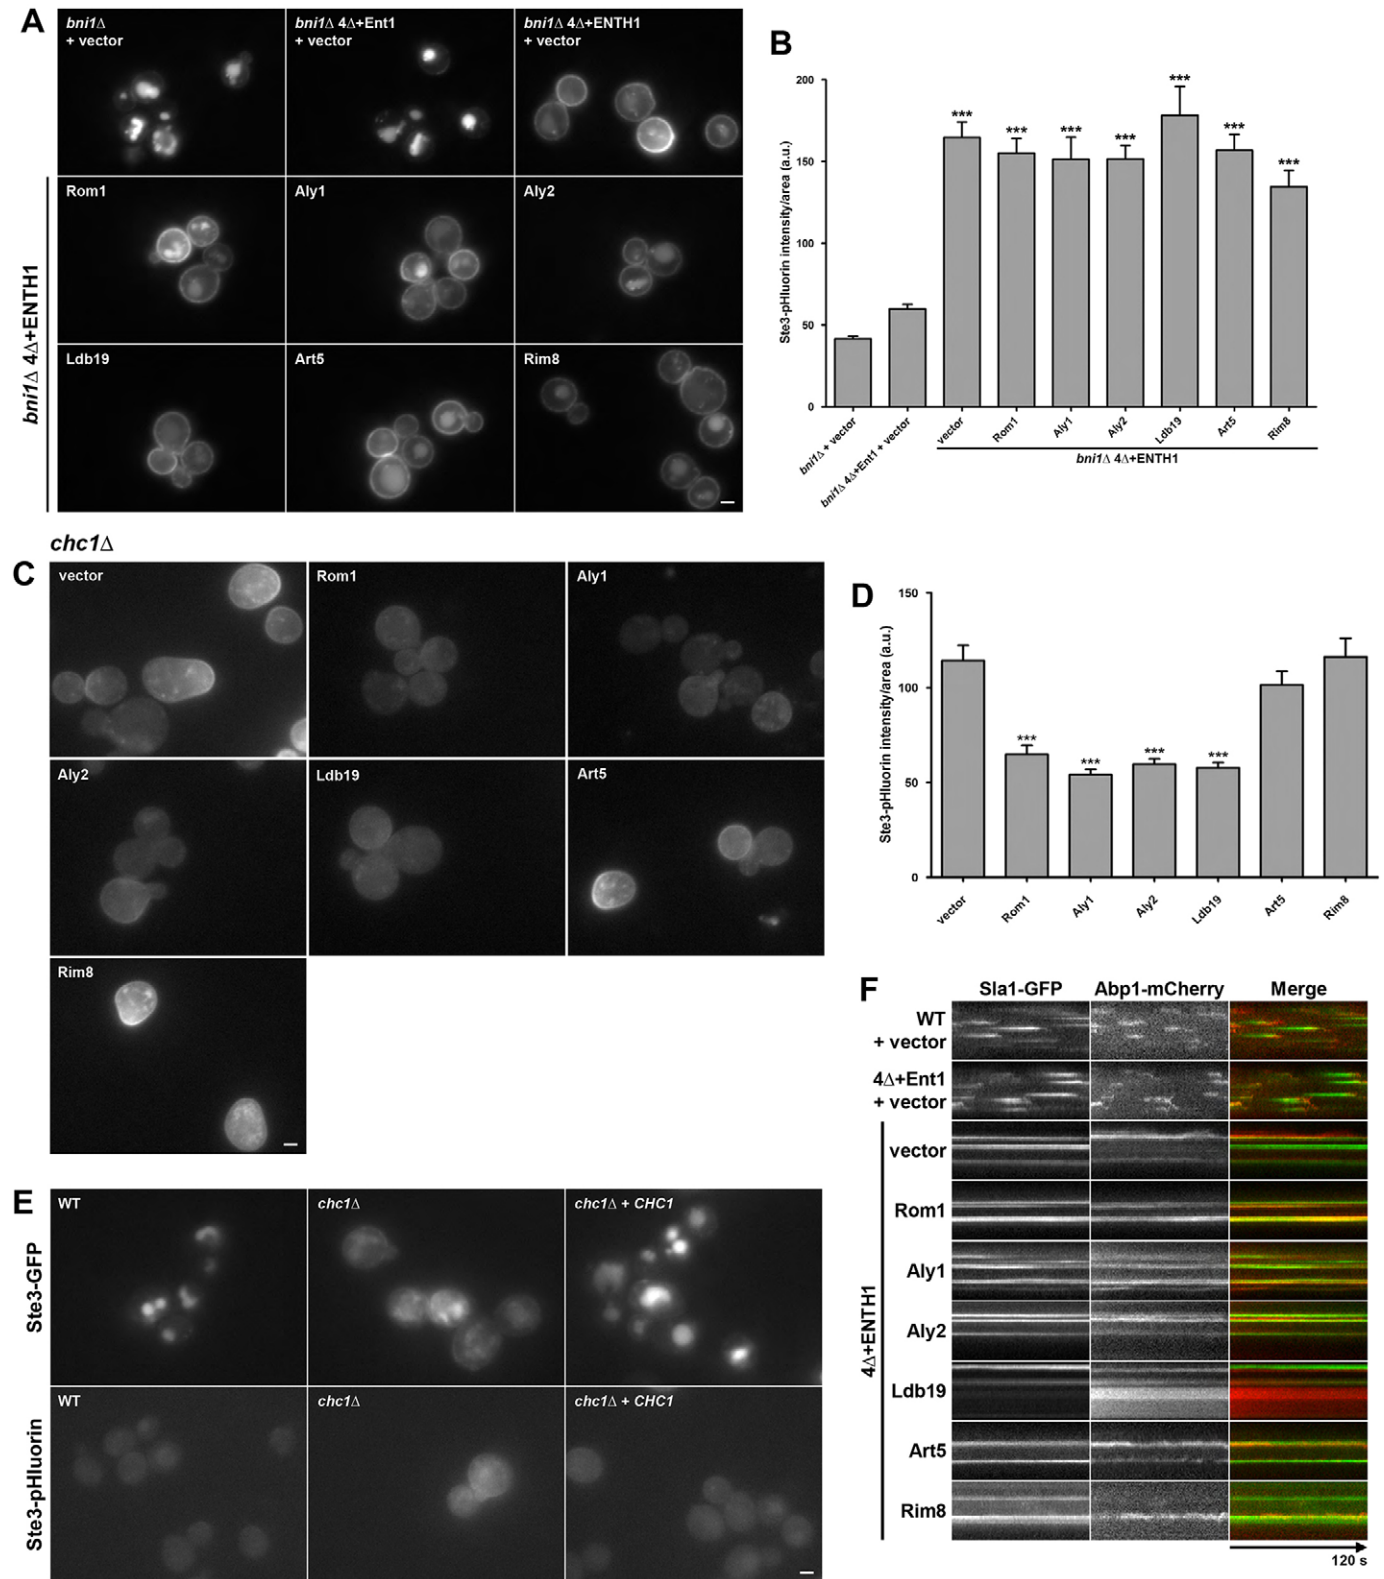 A
bni1Δ
+ vector
bni1Δ 4Δ+Ent1
+ vector
bni1Δ 4Δ+ENTH1
+ vector
Rom1
Aly1
Aly2
Ldb19
Art5
Rim8
bni1Δ 4Δ+ENTH1
B
Ste3-pHluorin intensity/area (a.u.)
200
150
100
50
0
***
***
***
***
***
***
***
bni1Δ + vector
bni1Δ 4Δ+Ent1 + vector
vector
Rom1
Aly1
Aly2
Ldb19
Art5
Rim8
bni1Δ 4Δ+ENTH1
chc1Δ
C
vector
Rom1
Aly1
Aly2
Ldb19
Art5
Rim8
D
Ste3-pHluorin intensity/area (a.u.)
150
100
50
0
***
***
***
***
vector
Rom1
Aly1
Aly2
Ldb19
Art5
Rim8
E
Ste3-GFP
WT
chc1Δ
chc1Δ + CHC1
Ste3-pHluorin
WT
chc1Δ
chc1Δ + CHC1
F
Sla1-GFP
Abp1-mCherry
Merge
WT
+ vector
4Δ+Ent1
+ vector
vector
Rom1
Aly1
Aly2
Ldb19
Art5
Rim8
4Δ+ENTH1
120 s